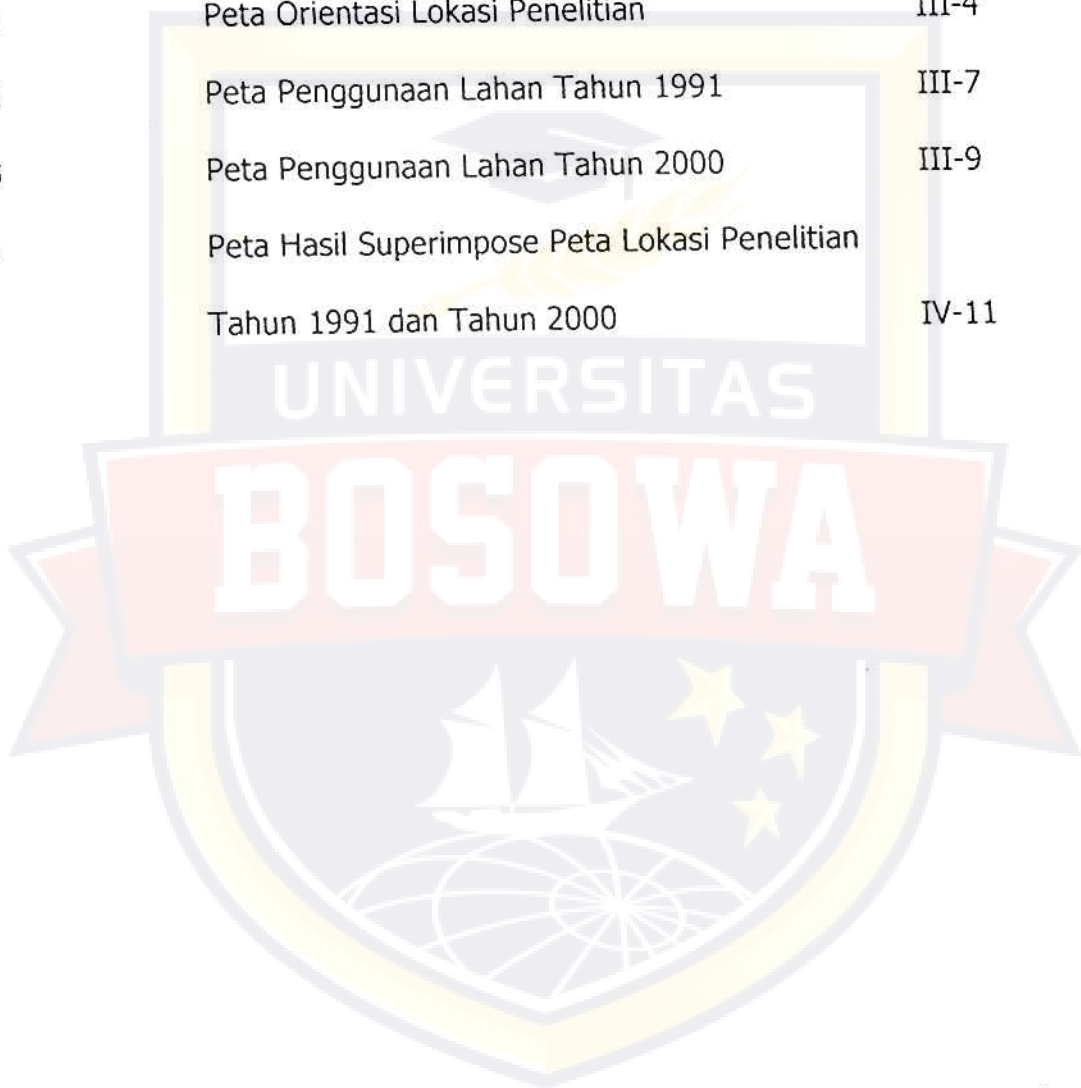 Peta Orientasi Lokasi Penelitian III-4
Peta Penggunaan Lahan Tahun 1991 III-7
Peta Penggunaan Lahan Tahun 2000 III-9
Peta Hasil Superimpose Peta Lokasi Penelitian
Tahun 1991 dan Tahun 2000 IV-11
UNIVERSITAS
BOSOWA